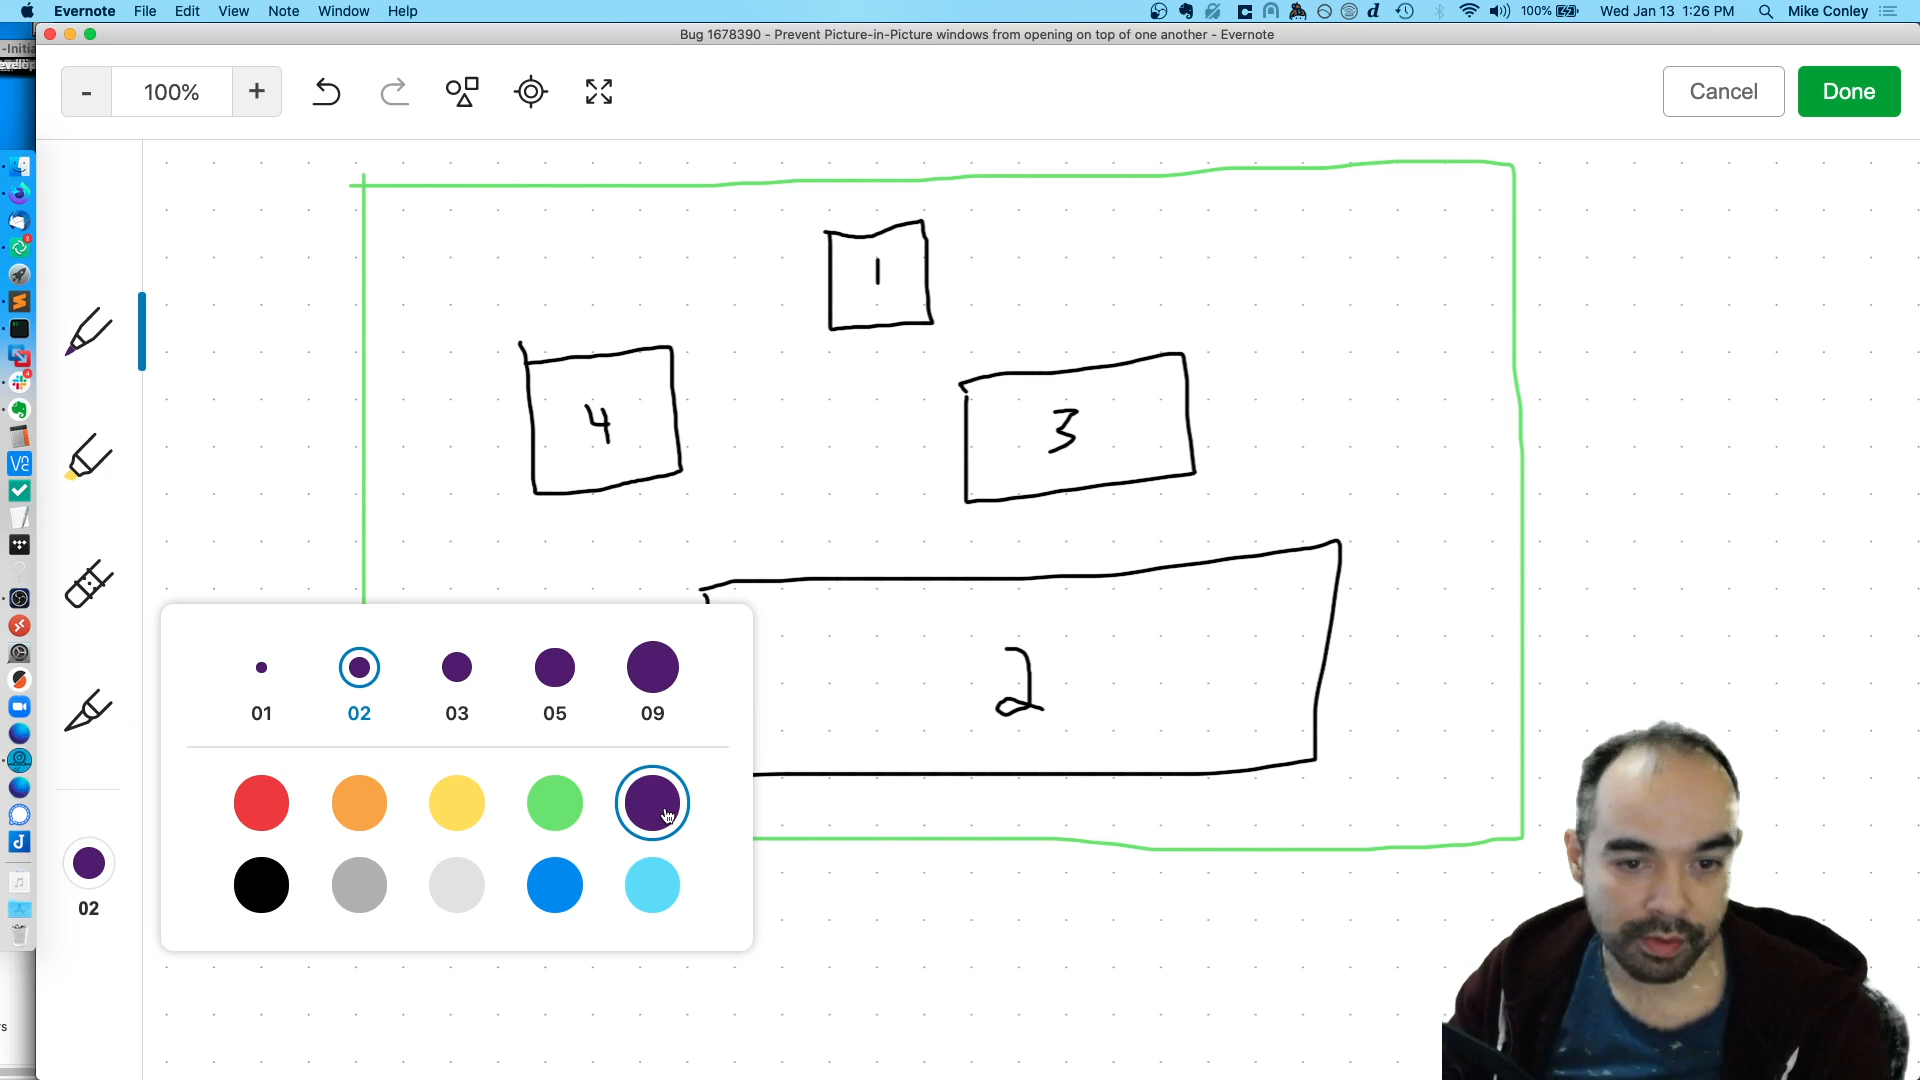 Evernote File Edit View Note Window Help 100% Wed Jan 13 1:26 PM Mike Conley
Bug 1678390 - Prevent Picture-in-Picture windows from opening on top of one another - Evernote
- 100% + Cancel Done
1
4
3
2
01 02 03 05 09
02